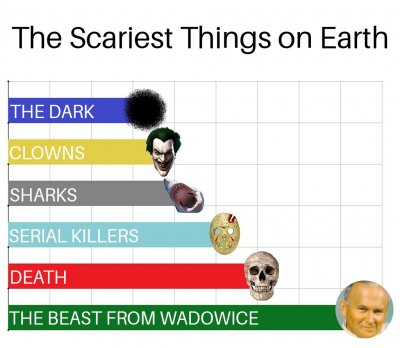 The Scariest Things on Earth
THE DARK
CLOWNS
SHARKS
SERIAL KILLERS
DEATH
THE BEAST FROM WADOWICE